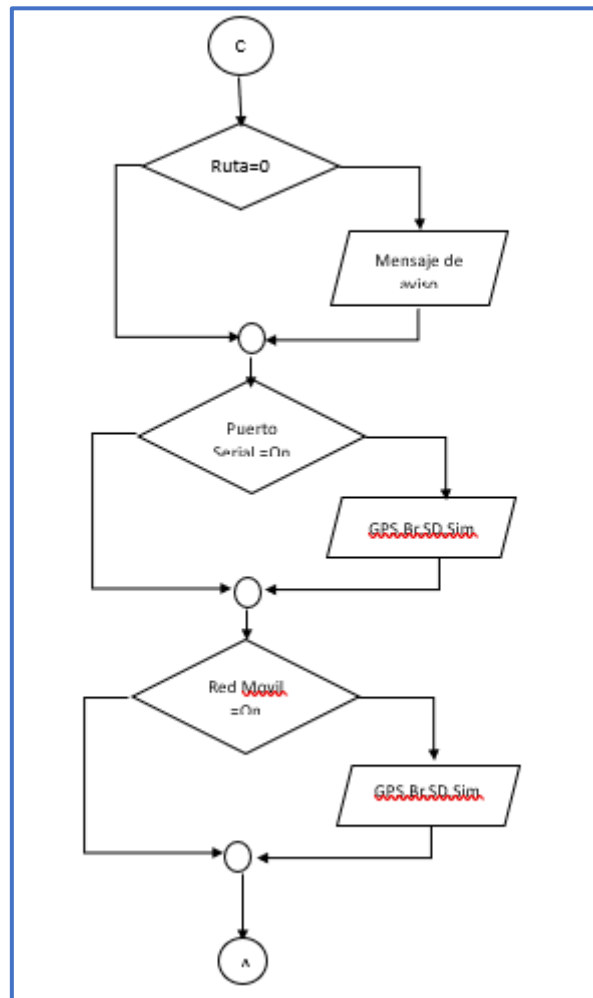 C
Ruta=0
Mensaje de
aviso
Puerto
Serial =On
GPS,Br,SD,Sim
Red Movil
=On
GPS,Br,SD,Sim
A